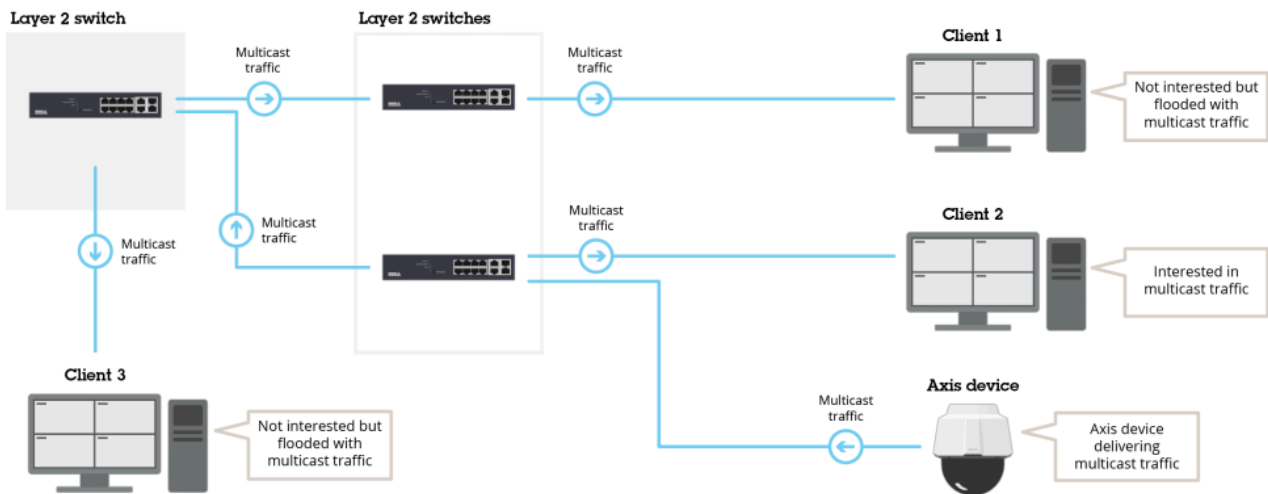 Layer 2 switch
Layer 2 switches
Multicast
traffic
Multicast
traffic
Client 1
Not interested but
flooded with
multicast traffic
Multicast
traffic
Multicast
traffic
Multicast
traffic
Client 2
Interested in
multicast traffic
Client 3
Not interested but
flooded with
multicast traffic
Multicast
traffic
Axis device
Axis device
delivering
multicast traffic